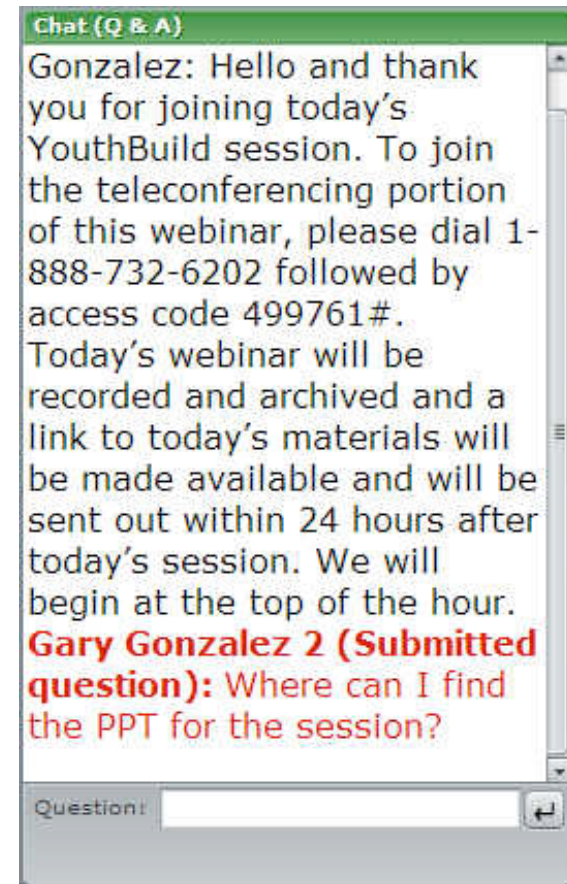 Chat (Q & A)
Gonzalez: Hello and thank
you for joining today’s
YouthBuild session. To join
the teleconferencing portion
of this webinar, please dial 1-
888-732-6202 followed by
access code 499761#.
Today’s webinar will be
recorded and archived and a
link to today’s materials will
be made available and will be
sent out within 24 hours after
today’s session. We will
begin at the top of the hour.
Gary Gonzalez 2 (Submitted
question): Where can I find
the PPT for the session?
Question: